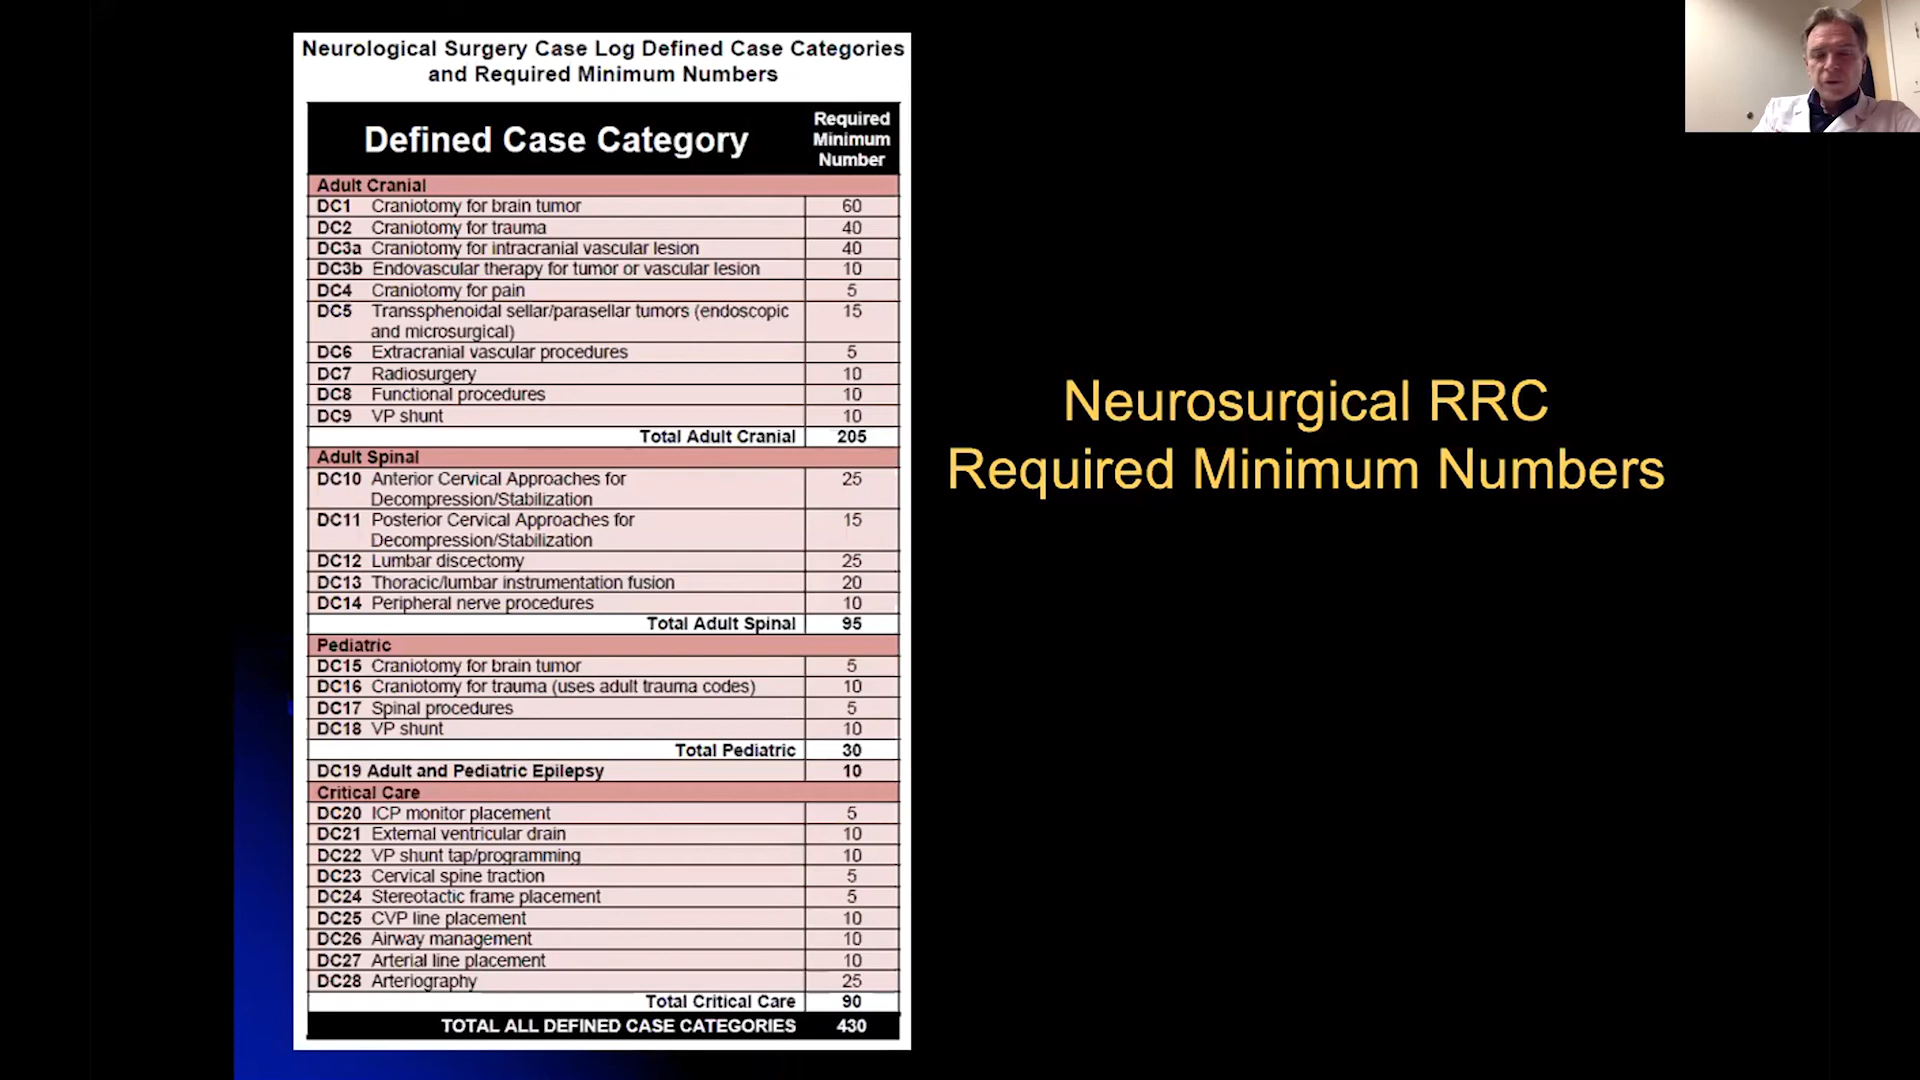 Neurological Surgery Case Log Defined Case Categories
and Required Minimum Numbers
Defined Case Category
Required
Minimum
Number
Adult Cranial
DC1 Craniotomy for brain tumor 60
DC2 Craniotomy for trauma 40
DC3a Craniotomy for intracranial vascular lesion 40
DC3b Endovascular therapy for tumor or vascular lesion 10
DC4 Craniotomy for pain 5
DC5 Transsphenoidal sellar/parasellar tumors (endoscopic 15
and microsurgical)
DC6 Extracranial vascular procedures 5
DC7 Radiosurgery 10
DC8 Functional procedures 10
DC9 VP shunt 10
Total Adult Cranial 205
Adult Spinal
DC10 Anterior Cervical Approaches for 25
Decompression/Stabilization
DC11 Posterior Cervical Approaches for 15
Decompression/Stabilization
DC12 Lumbar discectomy 25
DC13 Thoracic/lumbar instrumentation fusion 20
DC14 Peripheral nerve procedures 10
Total Adult Spinal 95
Pediatric
DC15 Craniotomy for brain tumor 5
DC16 Craniotomy for trauma (uses adult trauma codes) 10
DC17 Spinal procedures 5
DC18 VP shunt 10
Total Pediatric 30
DC19 Adult and Pediatric Epilepsy 10
Critical Care
DC20 ICP monitor placement 5
DC21 External ventricular drain 10
DC22 VP shunt tap/programming 10
DC23 Cervical spine traction 5
DC24 Stereotactic frame placement 5
DC25 CVP line placement 10
DC26 Airway management 10
DC27 Arterial line placement 10
DC28 Arteriography 25
Total Critical Care 90
TOTAL ALL DEFINED CASE CATEGORIES 430
Neurosurgical RRC
Required Minimum Numbers